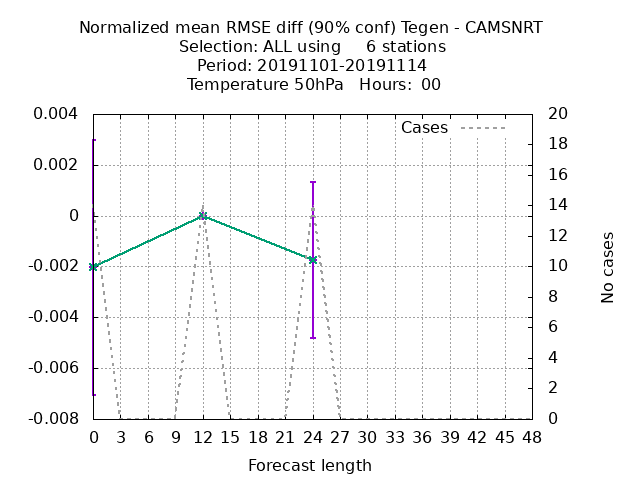 Normalized mean RMSE diff (90% conf) Tegen - CAMSNRT
Selection: ALL using     6 stations
Period: 20191101-20191114
Temperature 50hPa   Hours:  00
0.004
0.002
0
-0.002
-0.004
-0.006
-0.008
Cases
20
18
16
14
12
10
8
6
4
2
0
No cases
0 3 6 9 12 15 18 21 24 27 30 33 36 39 42 45 48
Forecast length